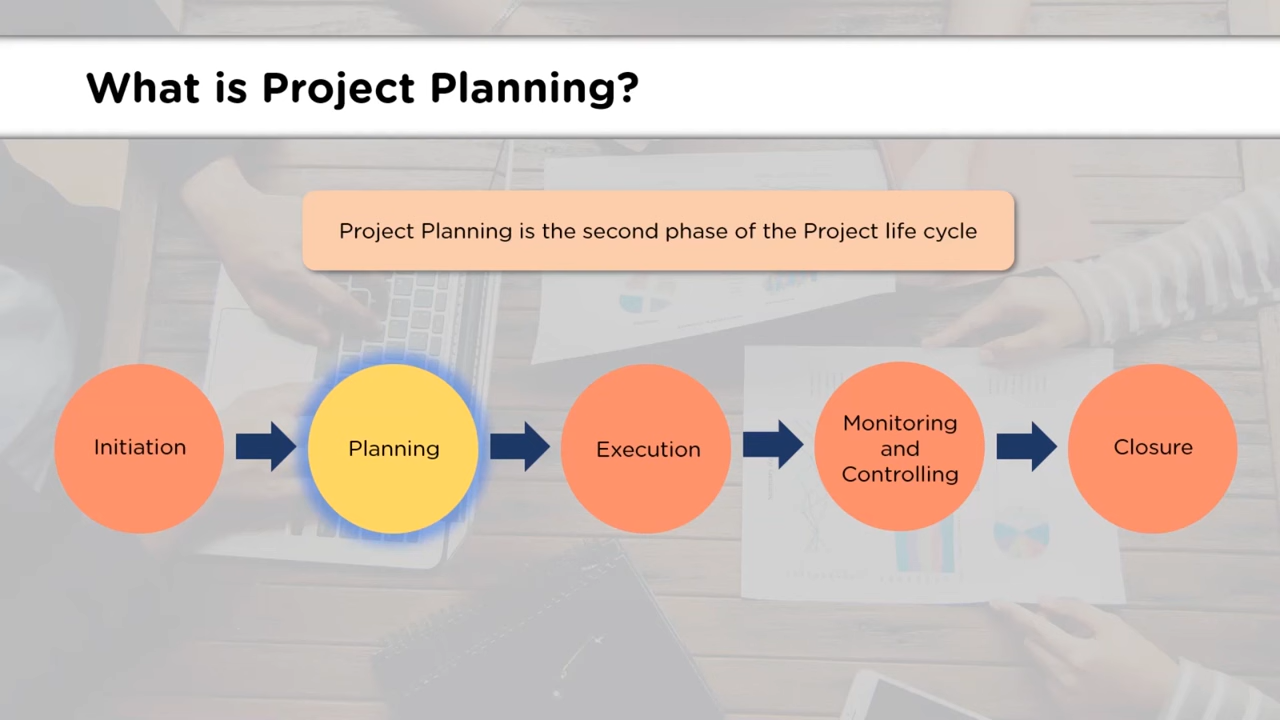 What is Project Planning?
Project Planning is the second phase of the Project life cycle
Initiation
Planning
Execution
Monitoring
and
Controlling
Closure